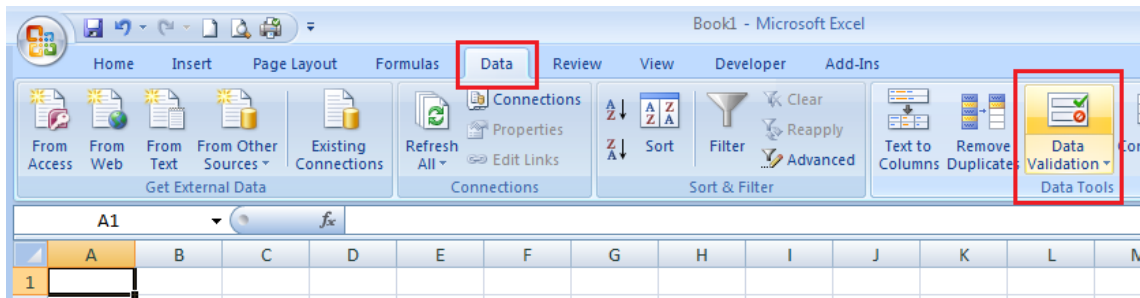 Book1 - Microsoft Excel
Home Insert Page Layout Formulas Data Review View Developer Add-Ins
From Access
From Web
From Text
From Other Sources
Existing Connections
Get External Data
Refresh All
Connections
Properties
Edit Links
Connections
A Z
Z A
A Z Z A
Sort
Filter
Clear
Reapply
Advanced
Sort & Filter
Text to Columns
Remove Duplicates
Data Validation
Data Tools
A1 fx
A B C D E F G H I J K L
1